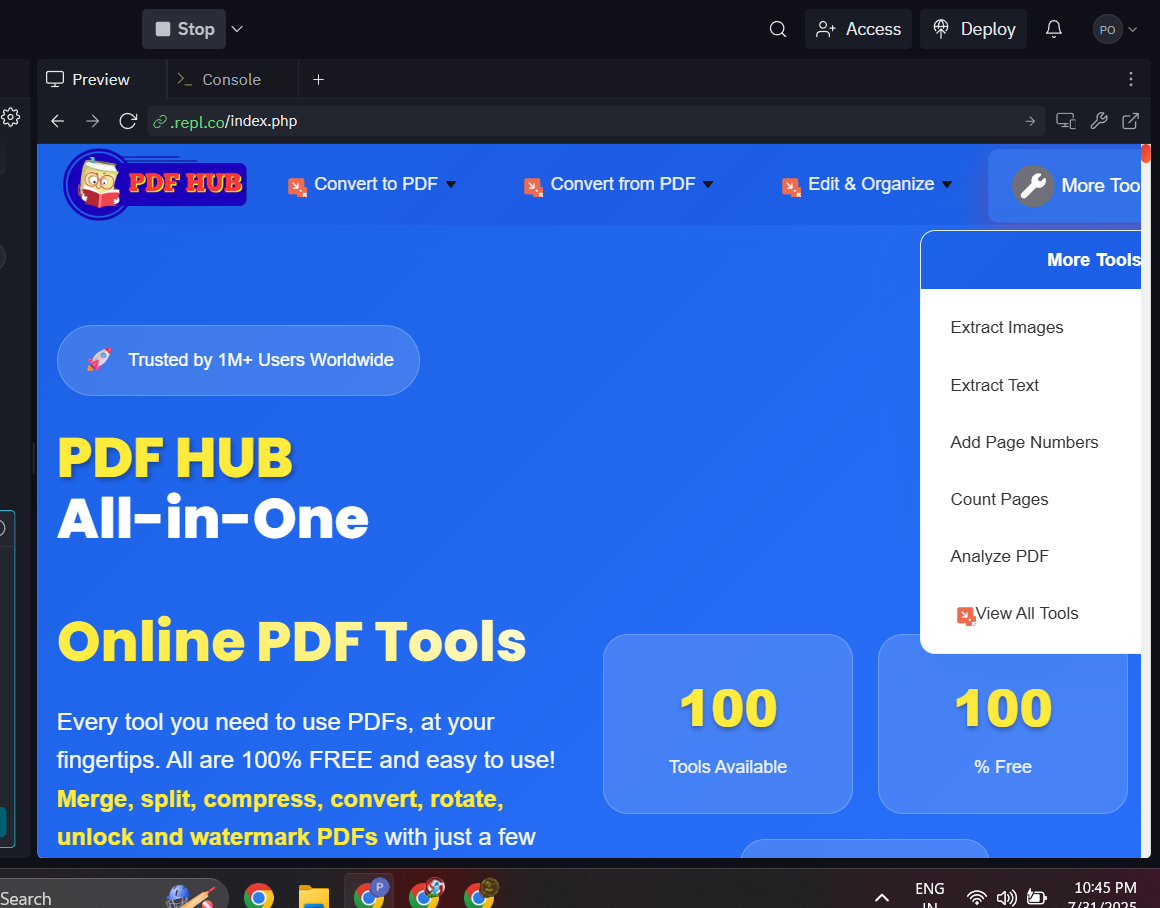 Stop
Access
Deploy
PO
Preview
Console
.repl.co/index.php
PDF HUB
Convert to PDF
Convert from PDF
Edit & Organize
More Too
More Tools
Extract Images
Extract Text
Add Page Numbers
Count Pages
Analyze PDF
View All Tools
Trusted by 1M+ Users Worldwide
PDF HUB
All-in-One
Online PDF Tools
Every tool you need to use PDFs, at your
fingertips. All are 100% FREE and easy to use!
Merge, split, compress, convert, rotate,
unlock and watermark PDFs with just a few
100
Tools Available
100
% Free
Search
P
ENG
IN
10:45 PM
7/31/2025